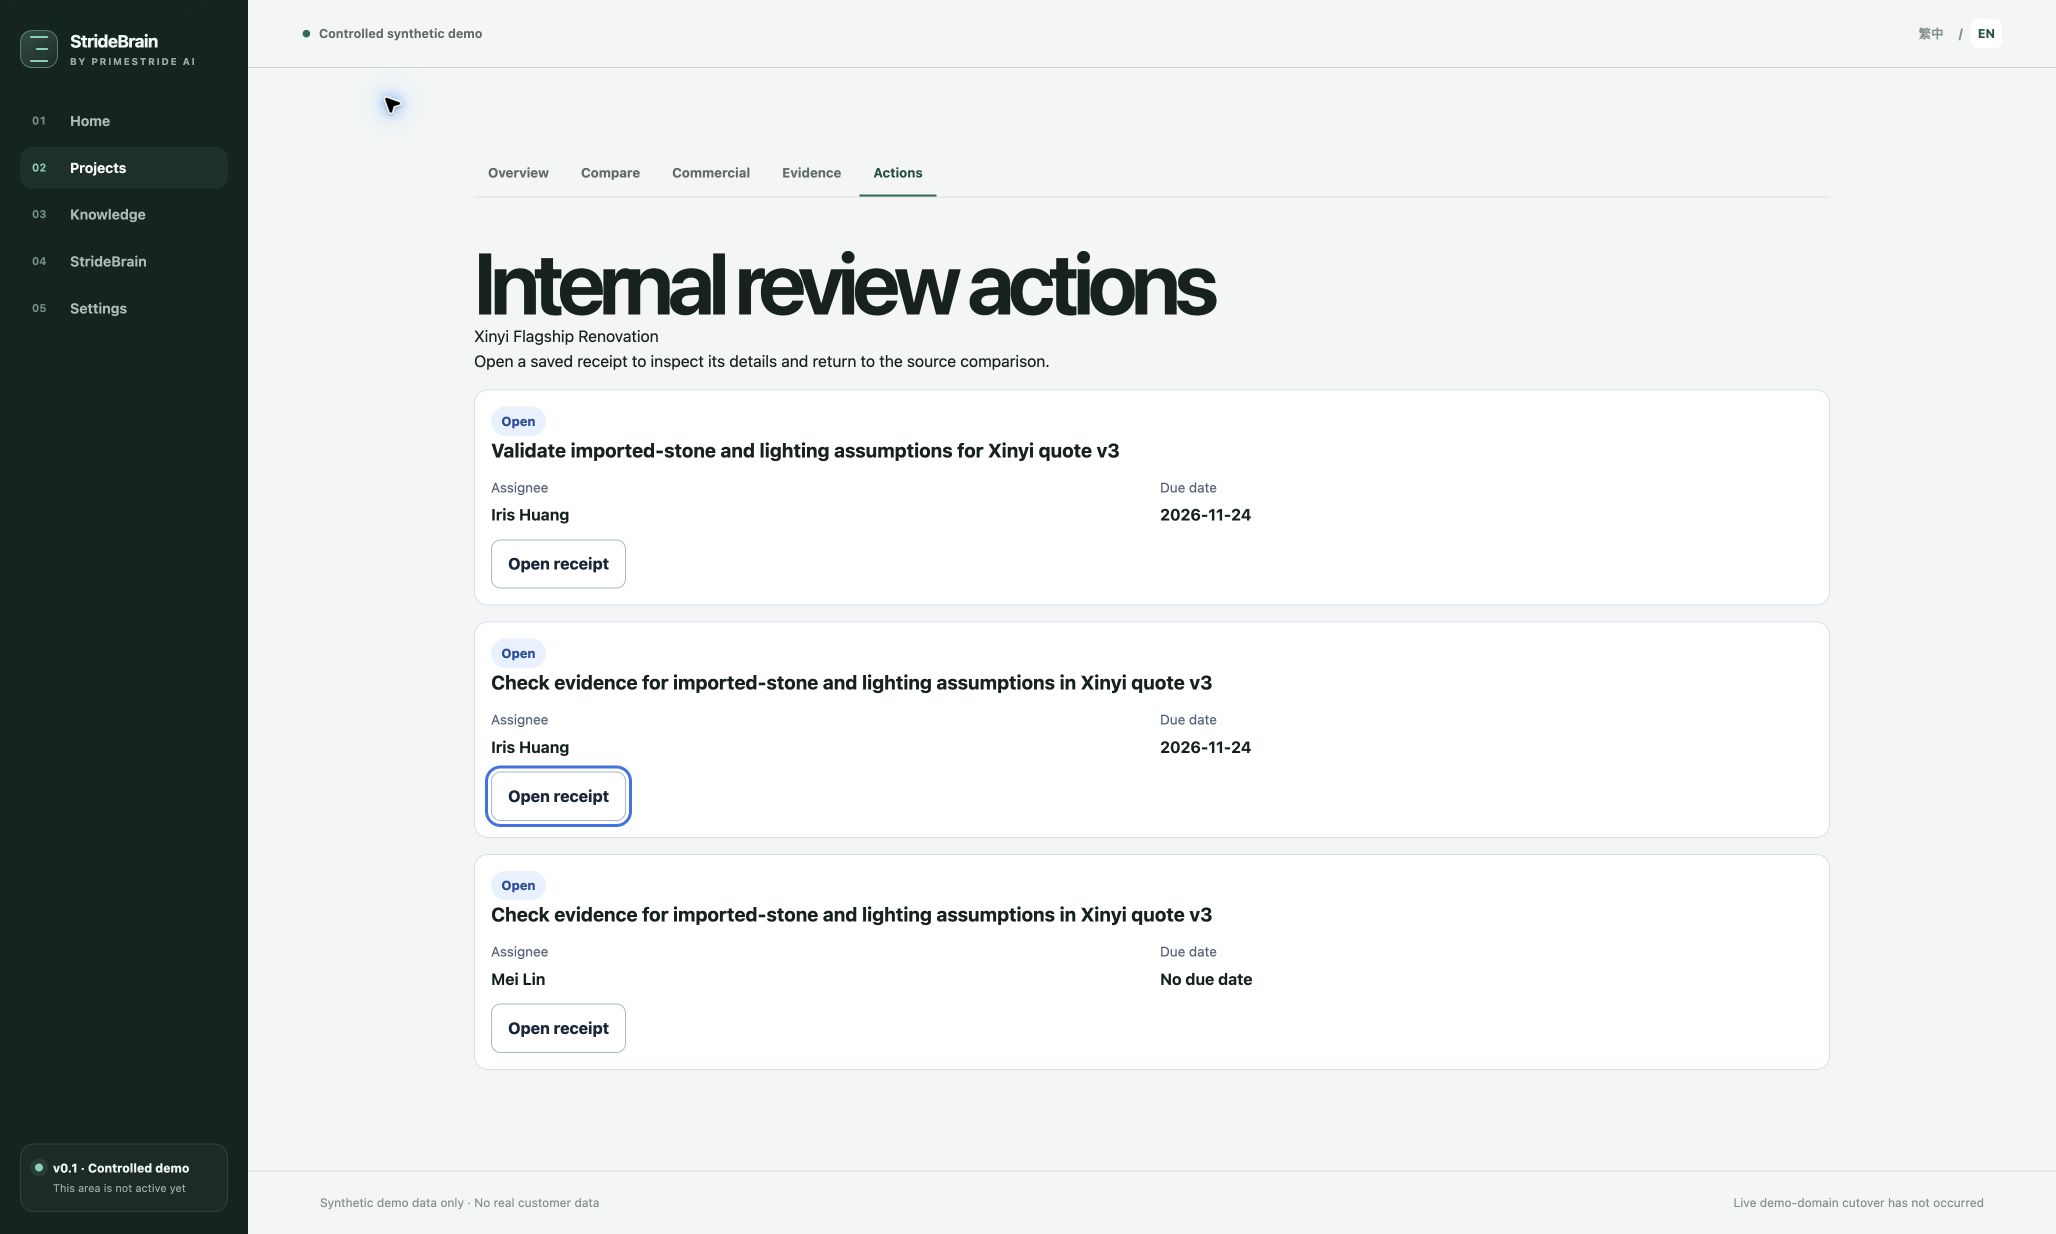 StrideBrain
BY PRIMESTRIDE AI
01 Home
02 Projects
03 Knowledge
04 StrideBrain
05 Settings
v0.1 · Controlled demo
This area is not active yet
Controlled synthetic demo
繁中 / EN
Overview Compare Commercial Evidence Actions
Internal review actions
Xinyi Flagship Renovation
Open a saved receipt to inspect its details and return to the source comparison.
Open
Validate imported-stone and lighting assumptions for Xinyi quote v3
Assignee Due date
Iris Huang 2026-11-24
Open receipt
Open
Check evidence for imported-stone and lighting assumptions in Xinyi quote v3
Assignee Due date
Iris Huang 2026-11-24
Open receipt
Open
Check evidence for imported-stone and lighting assumptions in Xinyi quote v3
Assignee Due date
Mei Lin No due date
Open receipt
Synthetic demo data only · No real customer data
Live demo-domain cutover has not occurred